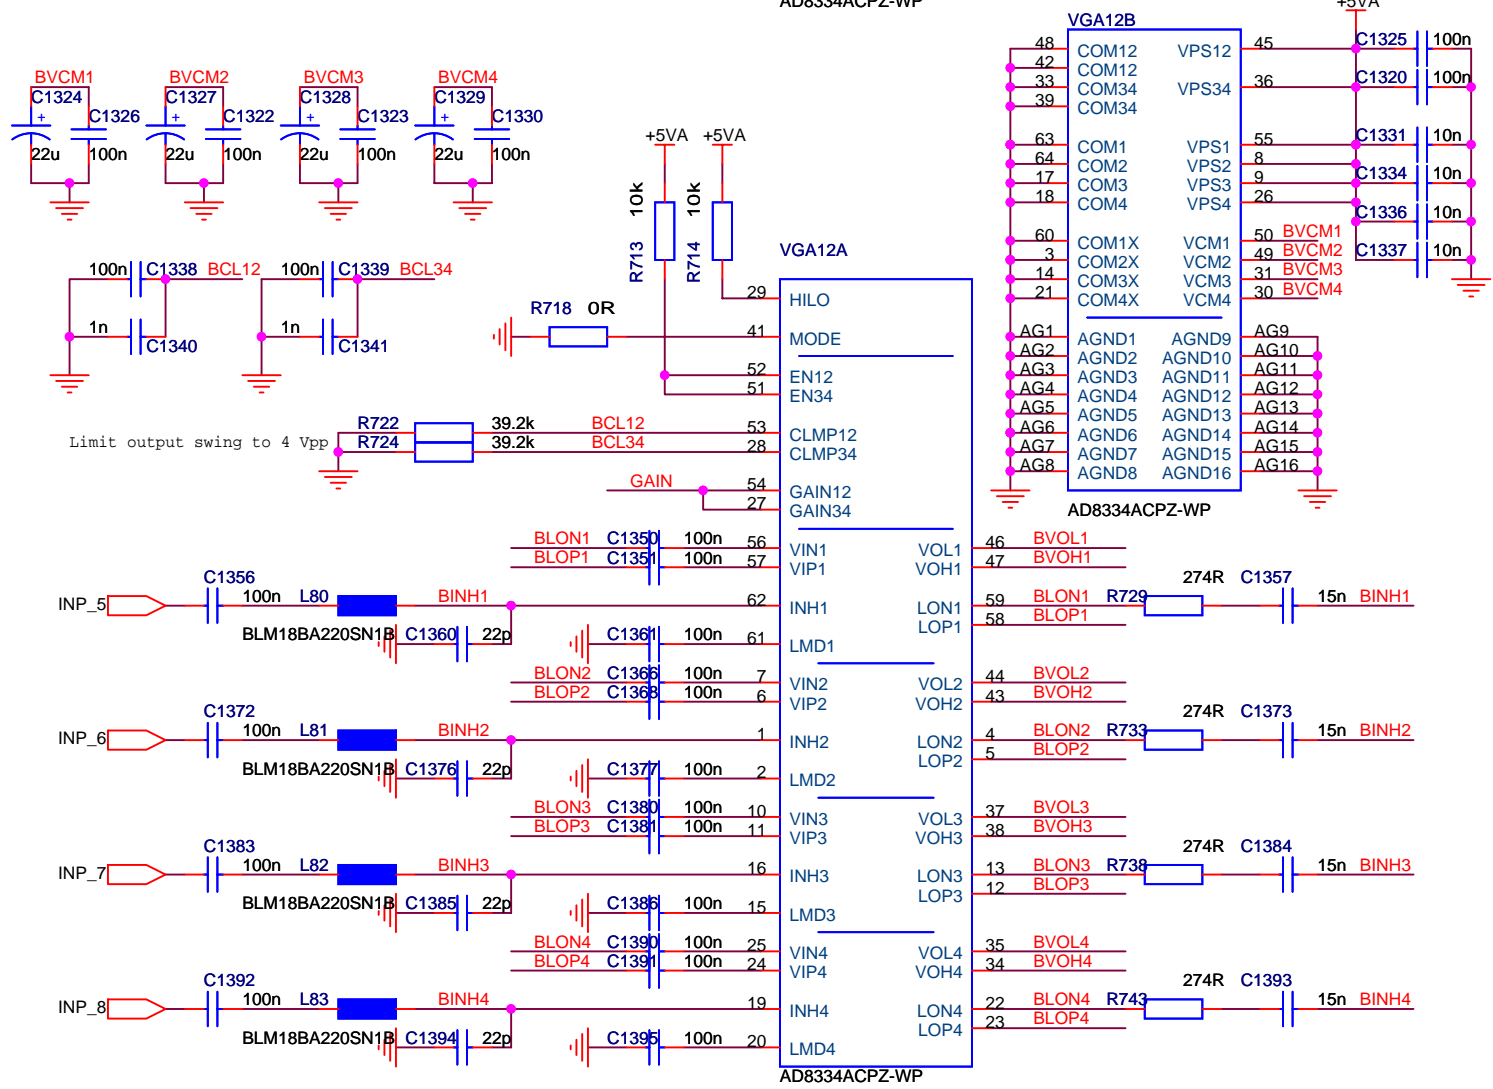 AD8334ACPZ-WP
+5VA
BVCM1
C1324
+
C1326
22u
100n
BVCM2
C1327
+
C1322
22u
100n
BVCM3
C1328
+
C1323
22u
100n
BVCM4
C1329
+
C1330
22u
100n
100n C1338 BCL12
1n
C1340
100n C1339 BCL34
1n
C1341
+5VA +5VA
R713 10k
R714 10k
VGA12A
29 HILO
R718 0R
41 MODE
52 EN12
51 EN34
Limit output swing to 4 Vpp
R722 39.2k BCL12 53 CLMP12
R724 39.2k BCL34 28 CLMP34
GAIN 54 GAIN12
27 GAIN34
BLON1 C1350 100n 56 VIN1 VOL1 46 BVOL1
BLOP1 C1351 100n 57 VIP1 VOH1 47 BVOH1
INP_5 C1356 100n L80 BINH1 62 INH1 LON1 59 BLON1 R729 274R C1357 15n BINH1
LOP1 58 BLOP1
BLM18BA220SN1B C1360 22p C1361 100n 61 LMD1
BLON2 C1366 100n 7 VIN2 VOL2 44 BVOL2
BLOP2 C1368 100n 6 VIP2 VOH2 43 BVOH2
INP_6 C1372 100n L81 BINH2 1 INH2 LON2 4 BLON2 R733 274R C1373 15n BINH2
LOP2 5 BLOP2
BLM18BA220SN1B C1376 22p C1377 100n 2 LMD2
BLON3 C1380 100n 10 VIN3 VOL3 37 BVOL3
BLOP3 C1381 100n 11 VIP3 VOH3 38 BVOH3
INP_7 C1383 100n L82 BINH3 16 INH3 LON3 13 BLON3 R738 274R C1384 15n BINH3
LOP3 12 BLOP3
BLM18BA220SN1B C1385 22p C1386 100n 15 LMD3
BLON4 C1390 100n 25 VIN4 VOL4 35 BVOL4
BLOP4 C1391 100n 24 VIP4 VOH4 34 BVOH4
INP_8 C1392 100n L83 BINH4 19 INH4 LON4 22 BLON4 R743 274R C1393 15n BINH4
LOP4 23 BLOP4
BLM18BA220SN1B C1394 22p C1395 100n 20 LMD4
AD8334ACPZ-WP
VGA12B
48 COM12 VPS12 45 C1325 100n
42 COM12
33 COM34 VPS34 36 C1320 100n
39 COM34
63 COM1 VPS1 55 C1331 10n
64 COM2 VPS2 8
17 COM3 VPS3 9 C1334 10n
18 COM4 VPS4 26
C1336 10n
60 COM1X VCM1 50 BVCM1
3 COM2X VCM2 49 BVCM2 C1337 10n
14 COM3X VCM3 31 BVCM3
21 COM4X VCM4 30 BVCM4
AG1 AGND1 AGND9 AG9
AG2 AGND2 AGND10 AG10
AG3 AGND3 AGND11 AG11
AG4 AGND4 AGND12 AG12
AG5 AGND5 AGND13 AG13
AG6 AGND6 AGND14 AG14
AG7 AGND7 AGND15 AG15
AG8 AGND8 AGND16 AG16
AD8334ACPZ-WP